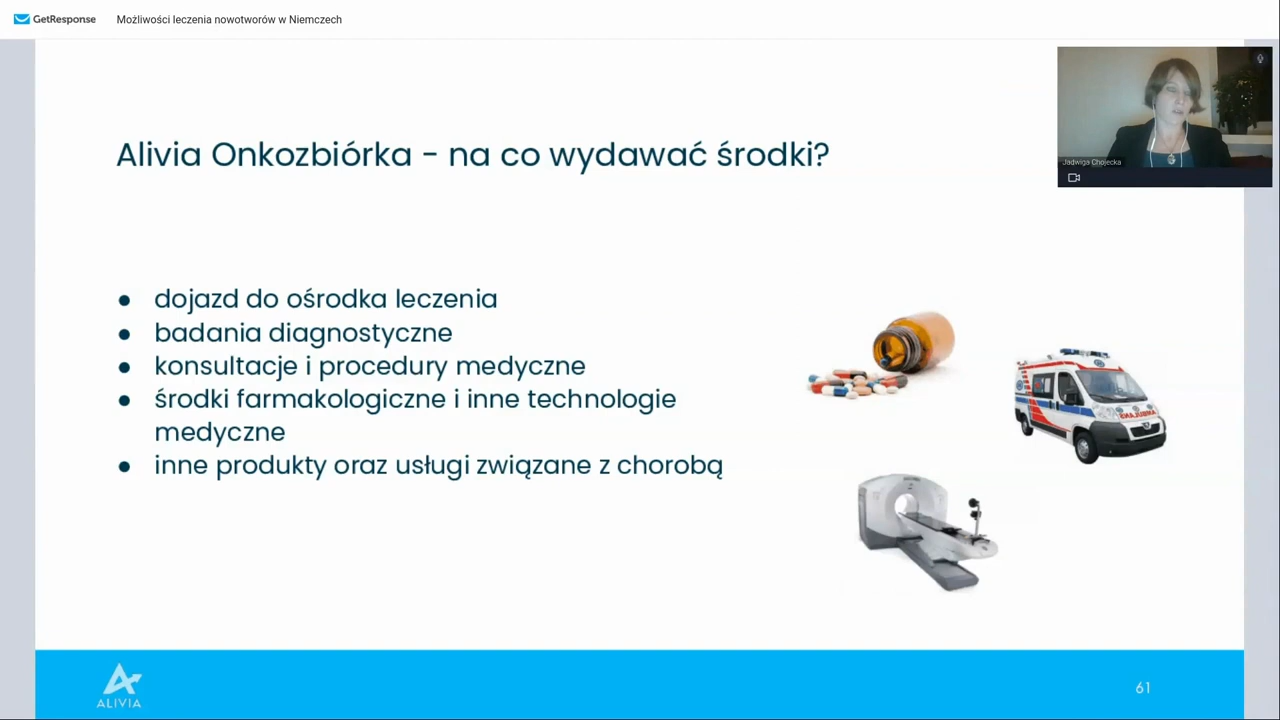 GetResponse Możliwości leczenia nowotworów w Niemczech
Jadwiga Chojecka
Alivia Onkozbiórka - na co wydawać środki?
● dojazd do ośrodka leczenia
● badania diagnostyczne
● konsultacje i procedury medyczne
● środki farmakologiczne i inne technologie
medyczne
● inne produkty oraz usługi związane z chorobą
ALIVIA
61